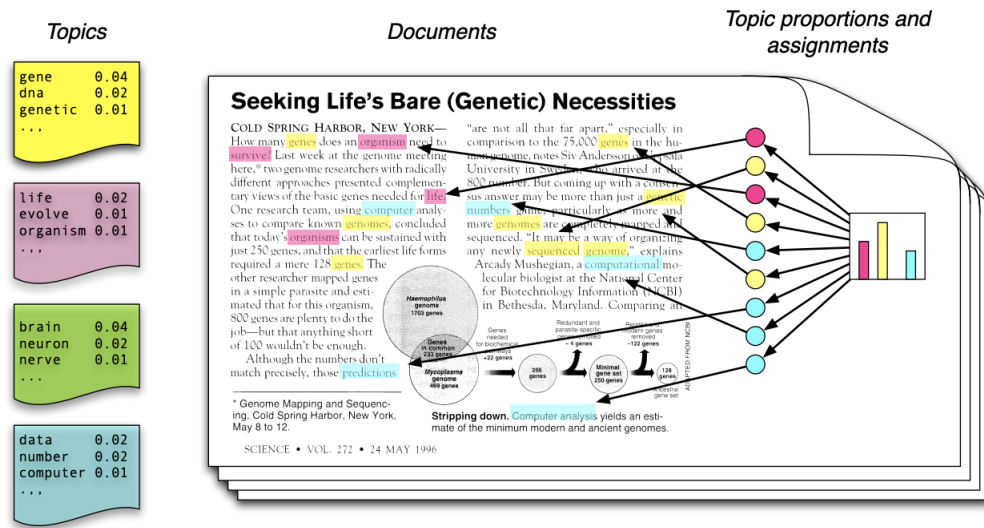 Topics
Documents
Topic proportions and
assignments
gene 0.04
dna 0.02
genetic 0.01
.,,
life 0.02
evolve 0.01
organism 0.01
.,,
brain 0.04
neuron 0.02
nerve 0.01
...
data 0.02
number 0.02
computer 0.01
.,,
Seeking Life's Bare (Genetic) Necessities
COLD SPRING HARBOR, NEW YORK—
How many genes does an organism need to
survive? Last week at the genome meeting
here,* two genome researchers with radically
different approaches presented complemen-
tary views of the basic genes needed for life.
One research team, using computer analy-
ses to compare known genomes, concluded
that today's organisms can be sustained with
just 250 genes, and that the earliest life forms
required a mere 128 genes. The
other researcher mapped genes
in a simple parasite and esti-
mated that for this organism,
800 genes are plenty to do the
job—but that anything short
of 100 wouldn't be enough.
Although the numbers don't
match precisely, those predictions
* Genome Mapping and Sequenc-
ing, Cold Spring Harbor, New York,
May 8 to 12.
"are not all that far apart," especially in
comparison to the 75,000 genes in the hu-
man genome, notes Siv Andersson of Uppsala
University in Sweden, who arrived at the
800 number. But coming up with a consen-
sus answer may be more than just a genetic
numbers game, particularly as more and
more genomes are completely mapped and
sequenced. "It may be a way of organizing
any newly sequenced genome," explains
Arcady Mushegian, a computational mo-
lecular biologist at the National Center
for Biotechnology Information (NCBI)
in Bethesda, Maryland. Comparing an
Haemophilus
genome
1703 genes
Genes
in common
233 genes
Mycoplasma
genome
469 genes
Genes
needed
for biochemical
pathways
+22 genes
256
genes
Redundant and
parasite-specific
genes removed
– 4 genes
Minimal
gene set
250 genes
Related and
modern genes
removed
–122 genes
128
genes
Ancestral
gene set
ADAPTED FROM NCBI
Stripping down. Computer analysis yields an esti-
mate of the minimum modern and ancient genomes.
SCIENCE • VOL. 272 • 24 MAY 1996